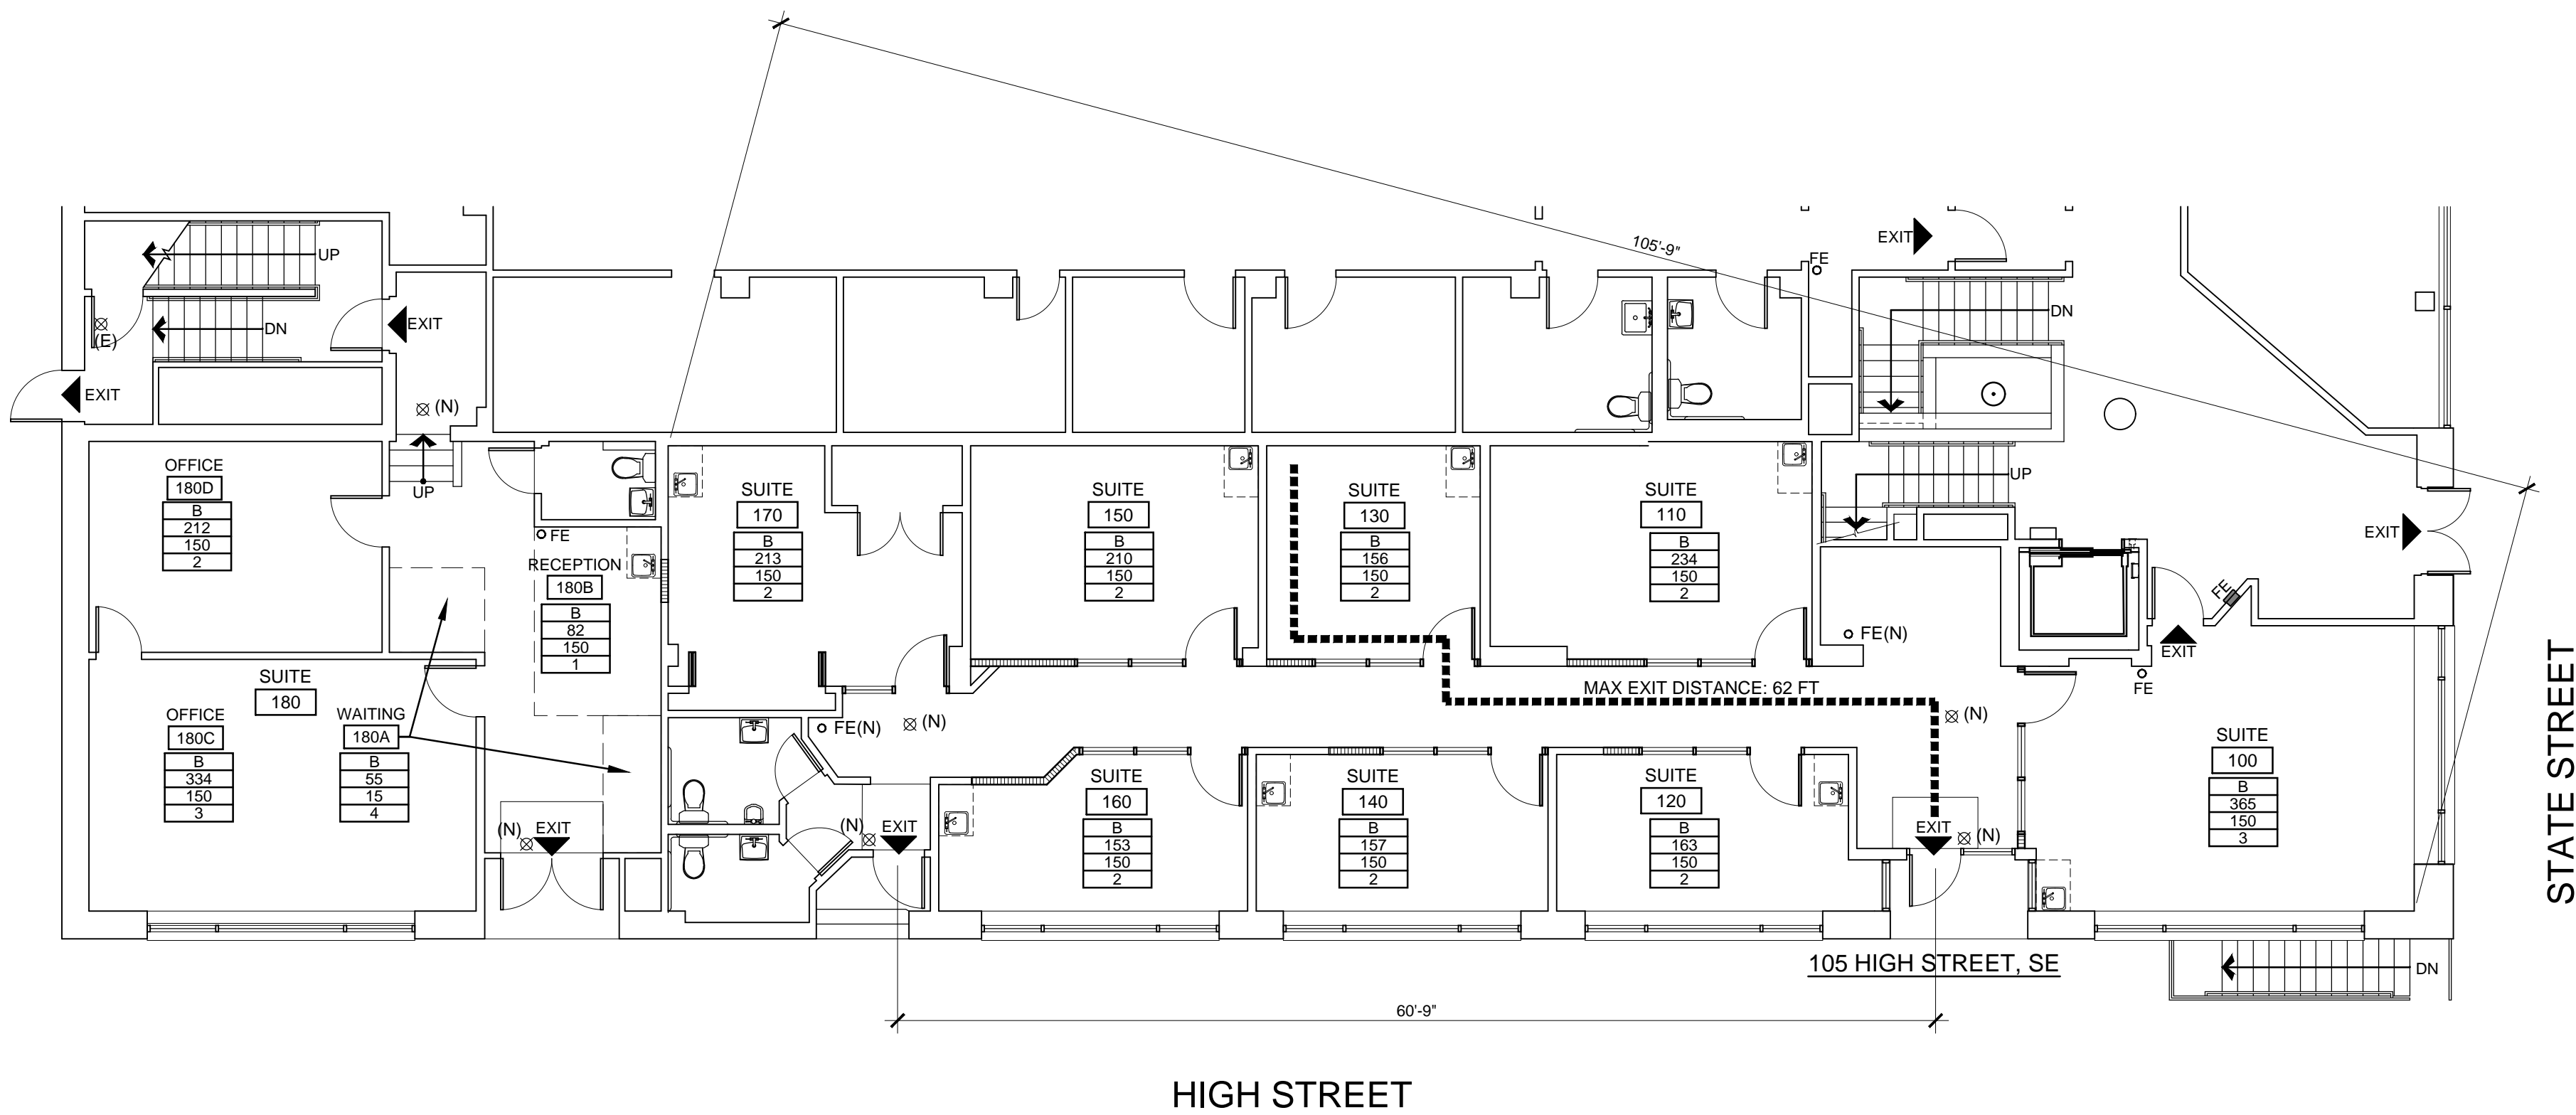 105'-9"
EXIT
FE
UP
DN
(E)
EXIT
EXIT
(N)
UP
DN
UP
EXIT
OFFICE
180D
B
212
150
2
FE
RECEPTION
180B
B
82
150
1
SUITE
180
OFFICE
180C
B
334
150
3
WAITING
180A
B
55
15
4
(N)
EXIT
SUITE
170
B
213
150
2
FE(N)
(N)
(N)
EXIT
SUITE
150
B
210
150
2
SUITE
130
B
156
150
2
SUITE
110
B
234
150
2
FE(N)
FE
EXIT
FE
MAX EXIT DISTANCE: 62 FT
(N)
SUITE
160
B
153
150
2
SUITE
140
B
157
150
2
SUITE
120
B
163
150
2
EXIT
(N)
SUITE
100
B
365
150
3
STATE STREET
105 HIGH STREET, SE
DN
60'-9"
HIGH STREET